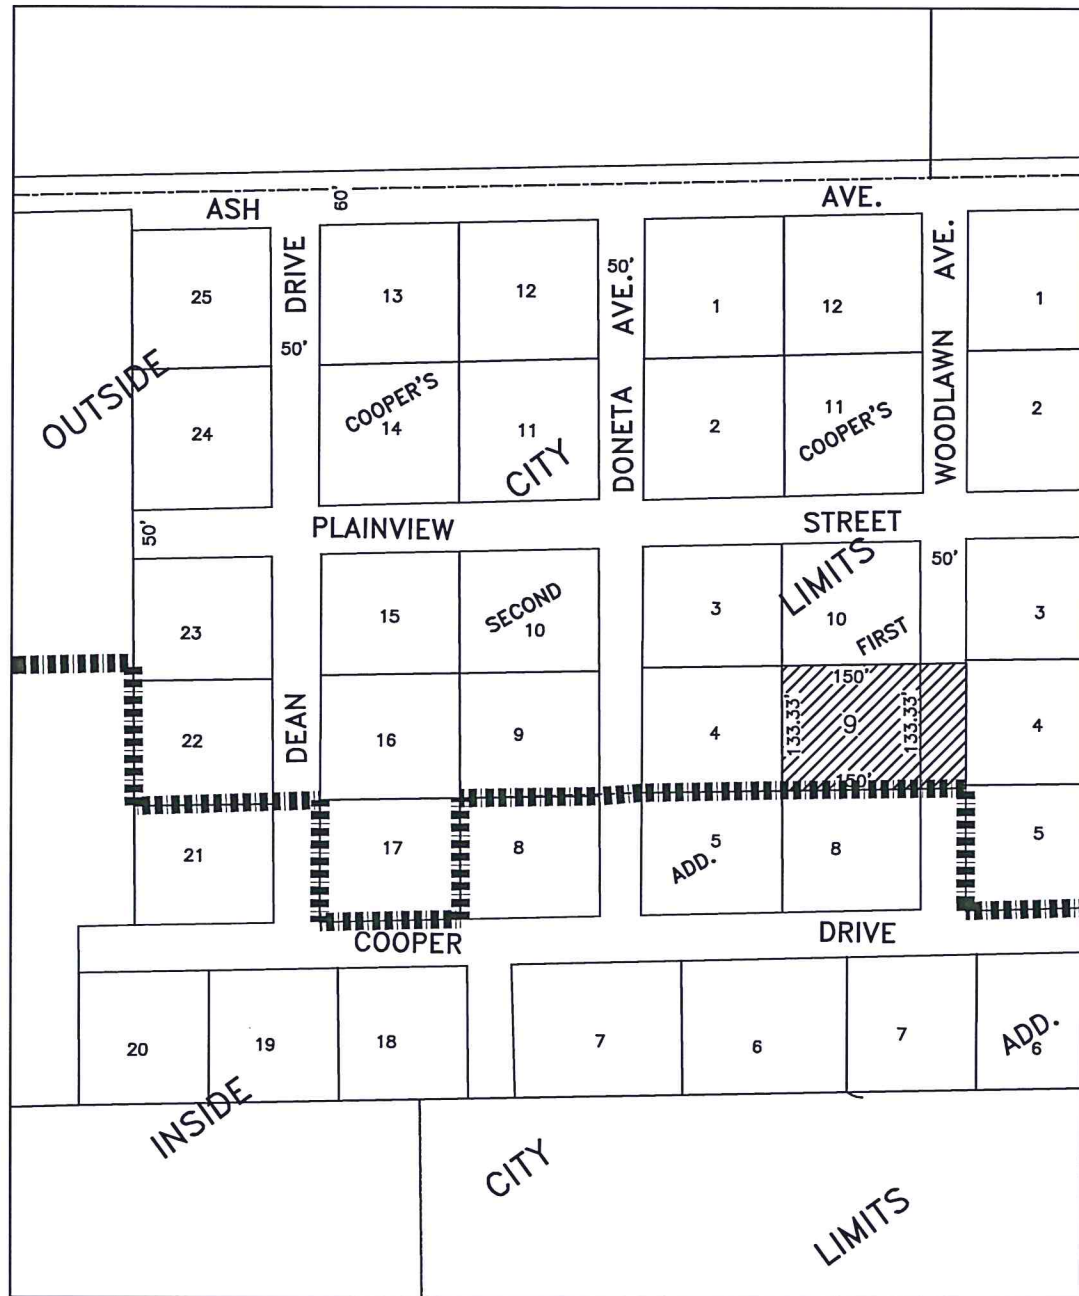 60'
ASH
AVE.
DRIVE
50'
AVE.
25
13
12
1
12
1
50'
AVE.
OUTSIDE
COOPER'S
24
14
11
CITY
DONETA
2
11
COOPER'S
WOODLAWN
2
50'
PLAINVIEW
STREET
LIMITS
50'
23
15
SECOND
10
3
10
FIRST
3
DEAN
22
16
9
4
150'
133.33'
9
133.33'
150'
4
21
17
8
5
ADD.
8
5
COOPER
DRIVE
20
19
18
7
6
7
ADD.
6
INSIDE
CITY
LIMITS